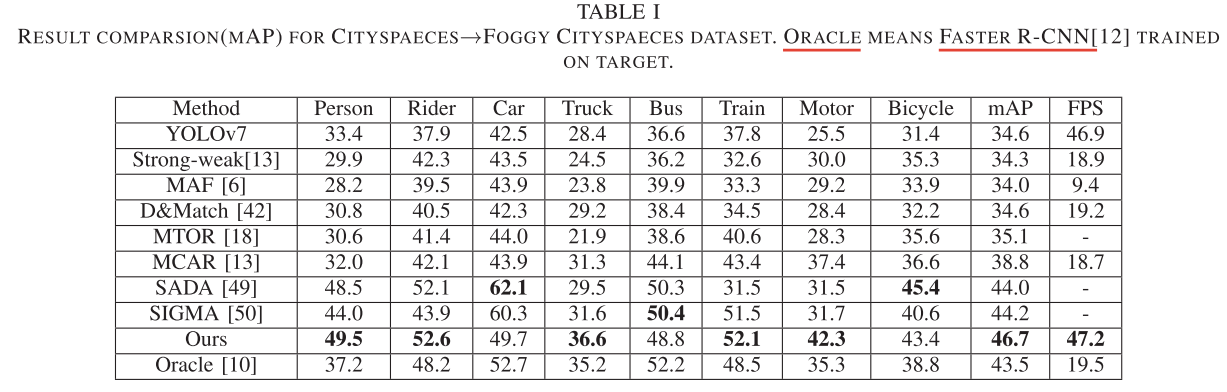 TABLE I
RESULT COMPARSION(MAP) FOR CITYSPAECES→FOGGY CITYSPAECES DATASET. ORACLE MEANS FASTER R-CNN[12] TRAINED
ON TARGET.
Method Person Rider Car Truck Bus Train Motor Bicycle mAP FPS
YOLOv7 33.4 37.9 42.5 28.4 36.6 37.8 25.5 31.4 34.6 46.9
Strong-weak[13] 29.9 42.3 43.5 24.5 36.2 32.6 30.0 35.3 34.3 18.9
MAF [6] 28.2 39.5 43.9 23.8 39.9 33.3 29.2 33.9 34.0 9.4
D&Match [42] 30.8 40.5 42.3 29.2 38.4 34.5 28.4 32.2 34.6 19.2
MTOR [18] 30.6 41.4 44.0 21.9 38.6 40.6 28.3 35.6 35.1 -
MCAR [13] 32.0 42.1 43.9 31.3 44.1 43.4 37.4 36.6 38.8 18.7
SADA [49] 48.5 52.1 62.1 29.5 50.3 31.5 31.5 45.4 44.0 -
SIGMA [50] 44.0 43.9 60.3 31.6 50.4 51.5 31.7 40.6 44.2 -
Ours 49.5 52.6 49.7 36.6 48.8 52.1 42.3 43.4 46.7 47.2
Oracle [10] 37.2 48.2 52.7 35.2 52.2 48.5 35.3 38.8 43.5 19.5